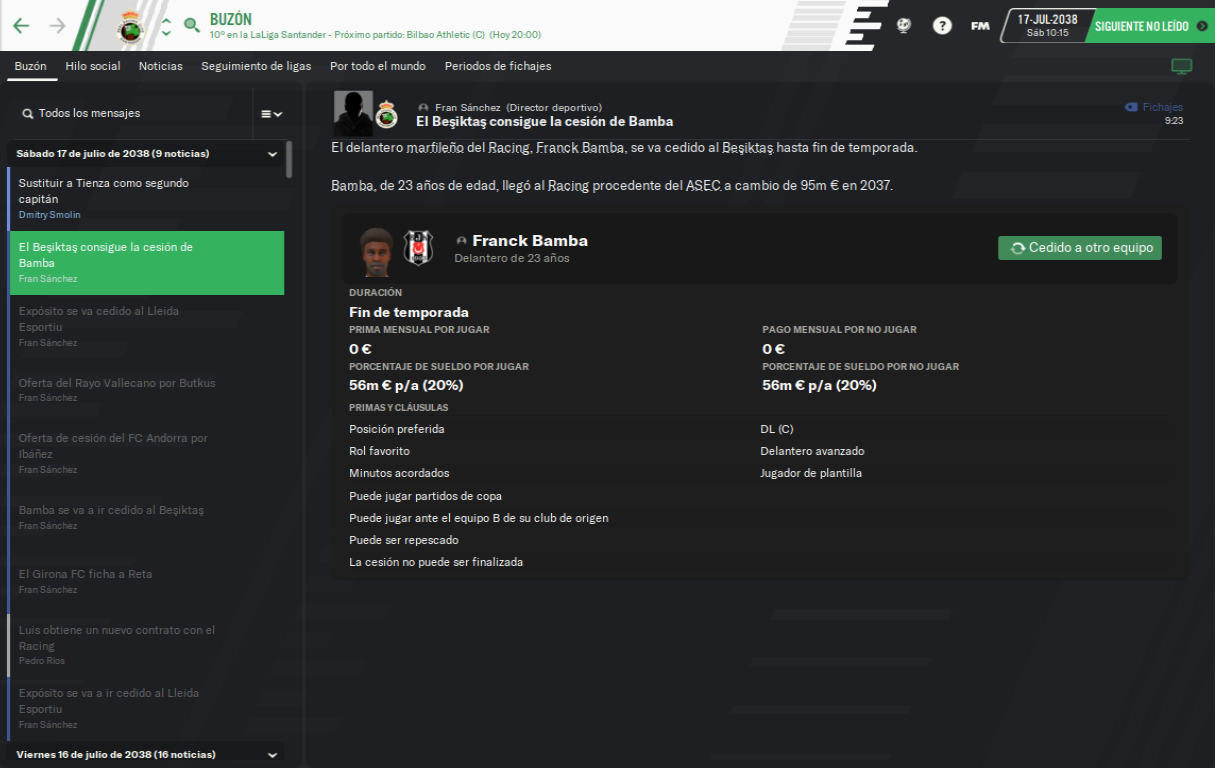 BUZÓN
10º en la LaLiga Santander - Próximo partido: Bilbao Athletic (C) (Hoy 20:00)
?
FM
17-JUL-2038
Sáb 10:15
SIGUIENTE NO LEÍDO
Buzón
Hilo social
Noticias
Seguimiento de ligas
Por todo el mundo
Periodos de fichajes
Todos los mensajes
Sábado 17 de julio de 2038 (9 noticias)
Sustituir a Tienza como segundo
capitán
Dmitry Smolin
El Beşiktaş consigue la cesión de
Bamba
Fran Sánchez
Expósito se va cedido al Lleida
Esportiu
Fran Sánchez
Oferta del Rayo Vallecano por Butkus
Fran Sánchez
Oferta de cesión del FC Andorra por
Ibáñez
Fran Sánchez
Bamba se va a ir cedido al Beşiktaş
Fran Sánchez
El Girona FC ficha a Reta
Fran Sánchez
Luis obtiene un nuevo contrato con el
Racing
Pedro Ríos
Expósito se va a ir cedido al Lleida
Esportiu
Fran Sánchez
Viernes 16 de julio de 2038 (16 noticias)
Fran Sánchez (Director deportivo)
El Beşiktaş consigue la cesión de Bamba
Fichajes
9:23
El delantero marfileño del Racing, Franck Bamba, se va cedido al Beşiktaş hasta fin de temporada.
Bamba, de 23 años de edad, llegó al Racing procedente del ASEC a cambio de 95m € en 2037.
Franck Bamba
Delantero de 23 años
Cedido a otro equipo
DURACIÓN
Fin de temporada
PRIMA MENSUAL POR JUGAR
PAGO MENSUAL POR NO JUGAR
0 €
0 €
PORCENTAJE DE SUELDO POR JUGAR
PORCENTAJE DE SUELDO POR NO JUGAR
56m € p/a (20%)
56m € p/a (20%)
PRIMAS Y CLÁUSULAS
Posición preferida
DL (C)
Rol favorito
Delantero avanzado
Minutos acordados
Jugador de plantilla
Puede jugar partidos de copa
Puede jugar ante el equipo B de su club de origen
Puede ser repescado
La cesión no puede ser finalizada